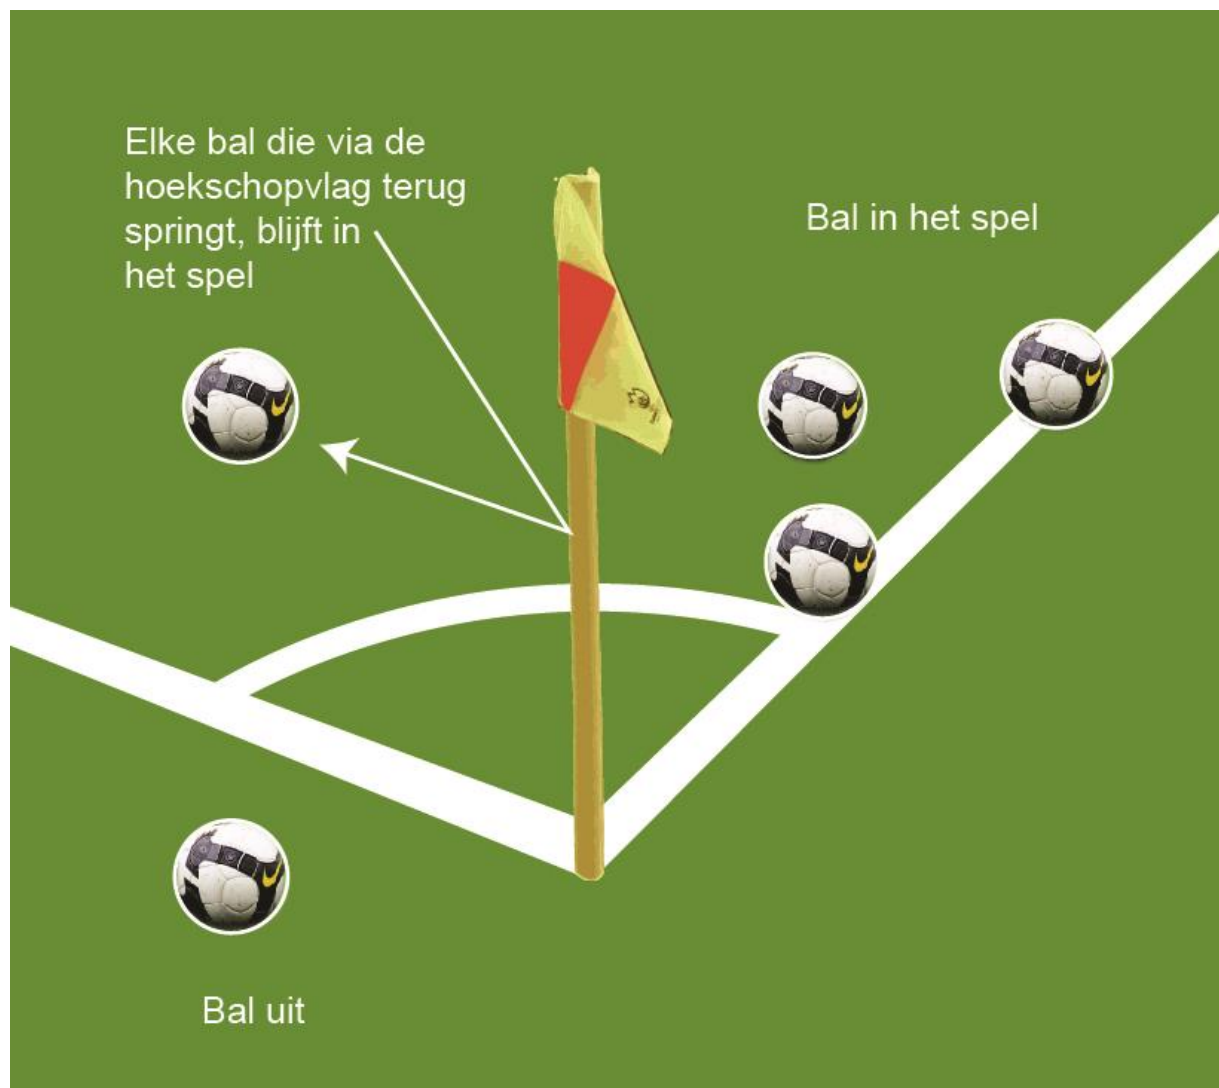 Elke bal die via de
hoekschopvlag terug
springt, blijft in
het spel
Bal in het spel
Bal uit